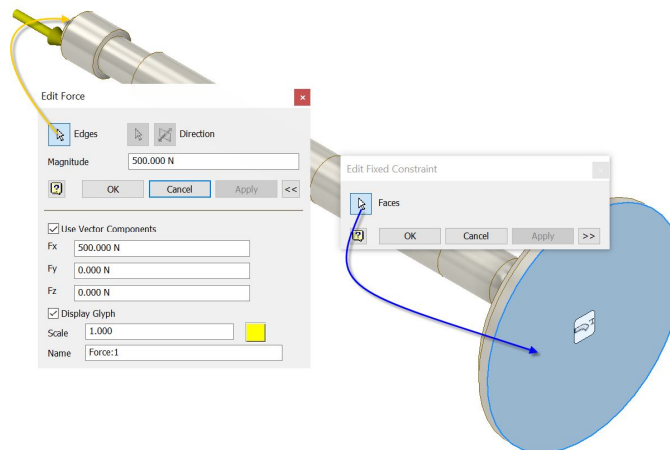 Edit Force
Edges
Direction
Magnitude 500.000 N
OK Cancel Apply <<
Use Vector Components
Fx 500.000 N
Fy 0.000 N
Fz 0.000 N
Display Glyph
Scale 1.000
Name Force:1
Edit Fixed Constraint
Faces
OK Cancel Apply >>